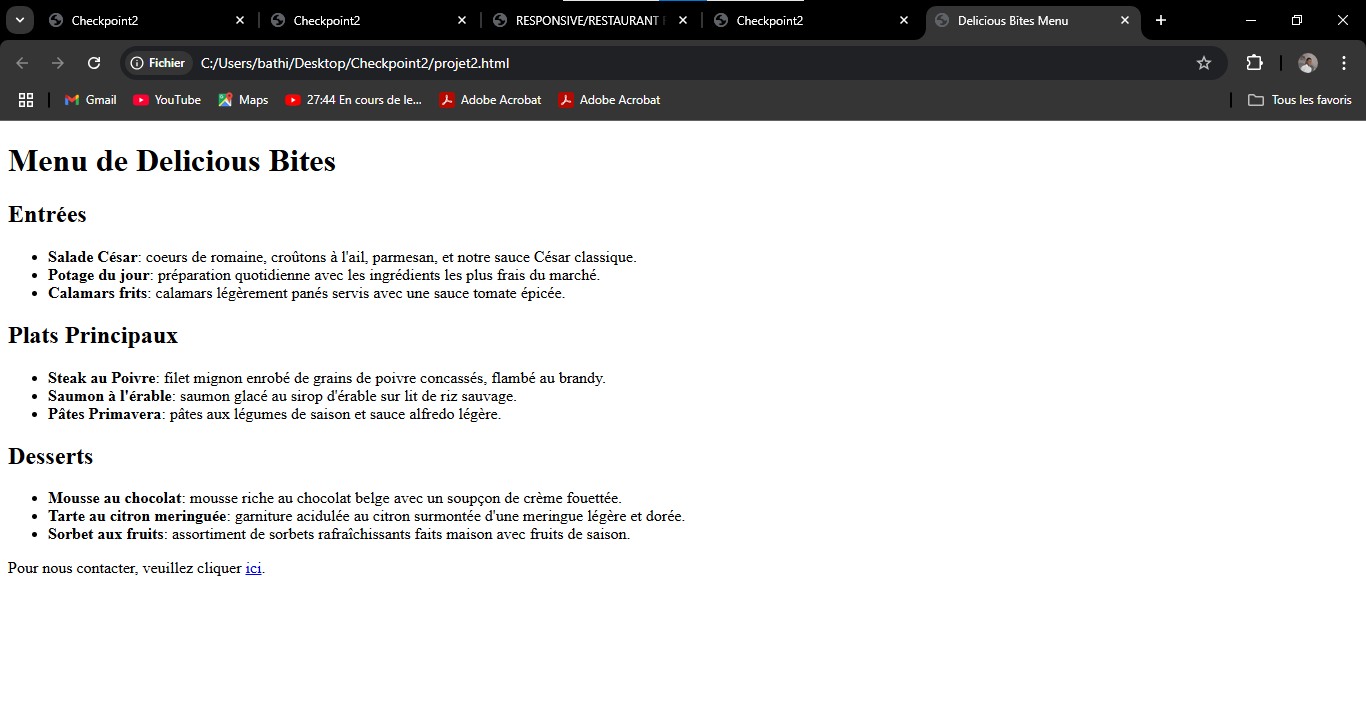 Checkpoint2
Checkpoint2
RESPONSIVE/RESTAURANT
Checkpoint2
Delicious Bites Menu
Fichier
C:/Users/bathi/Desktop/Checkpoint2/projet2.html
Gmail
YouTube
Maps
27:44 En cours de le...
Adobe Acrobat
Adobe Acrobat
Tous les favoris
Menu de Delicious Bites
Entrées
• Salade César: coeurs de romaine, croûtons à l'ail, parmesan, et notre sauce César classique.
• Potage du jour: préparation quotidienne avec les ingrédients les plus frais du marché.
• Calamars frits: calamars légèrement panés servis avec une sauce tomate épicée.
Plats Principaux
• Steak au Poivre: filet mignon enrobé de grains de poivre concassés, flambé au brandy.
• Saumon à l'érable: saumon glacé au sirop d'érable sur lit de riz sauvage.
• Pâtes Primavera: pâtes aux légumes de saison et sauce alfredo légère.
Desserts
• Mousse au chocolat: mousse riche au chocolat belge avec un soupçon de crème fouettée.
• Tarte au citron meringuée: garniture acidulée au citron surmontée d'une meringue légère et dorée.
• Sorbet aux fruits: assortiment de sorbets rafraîchissants faits maison avec fruits de saison.
Pour nous contacter, veuillez cliquer ici.